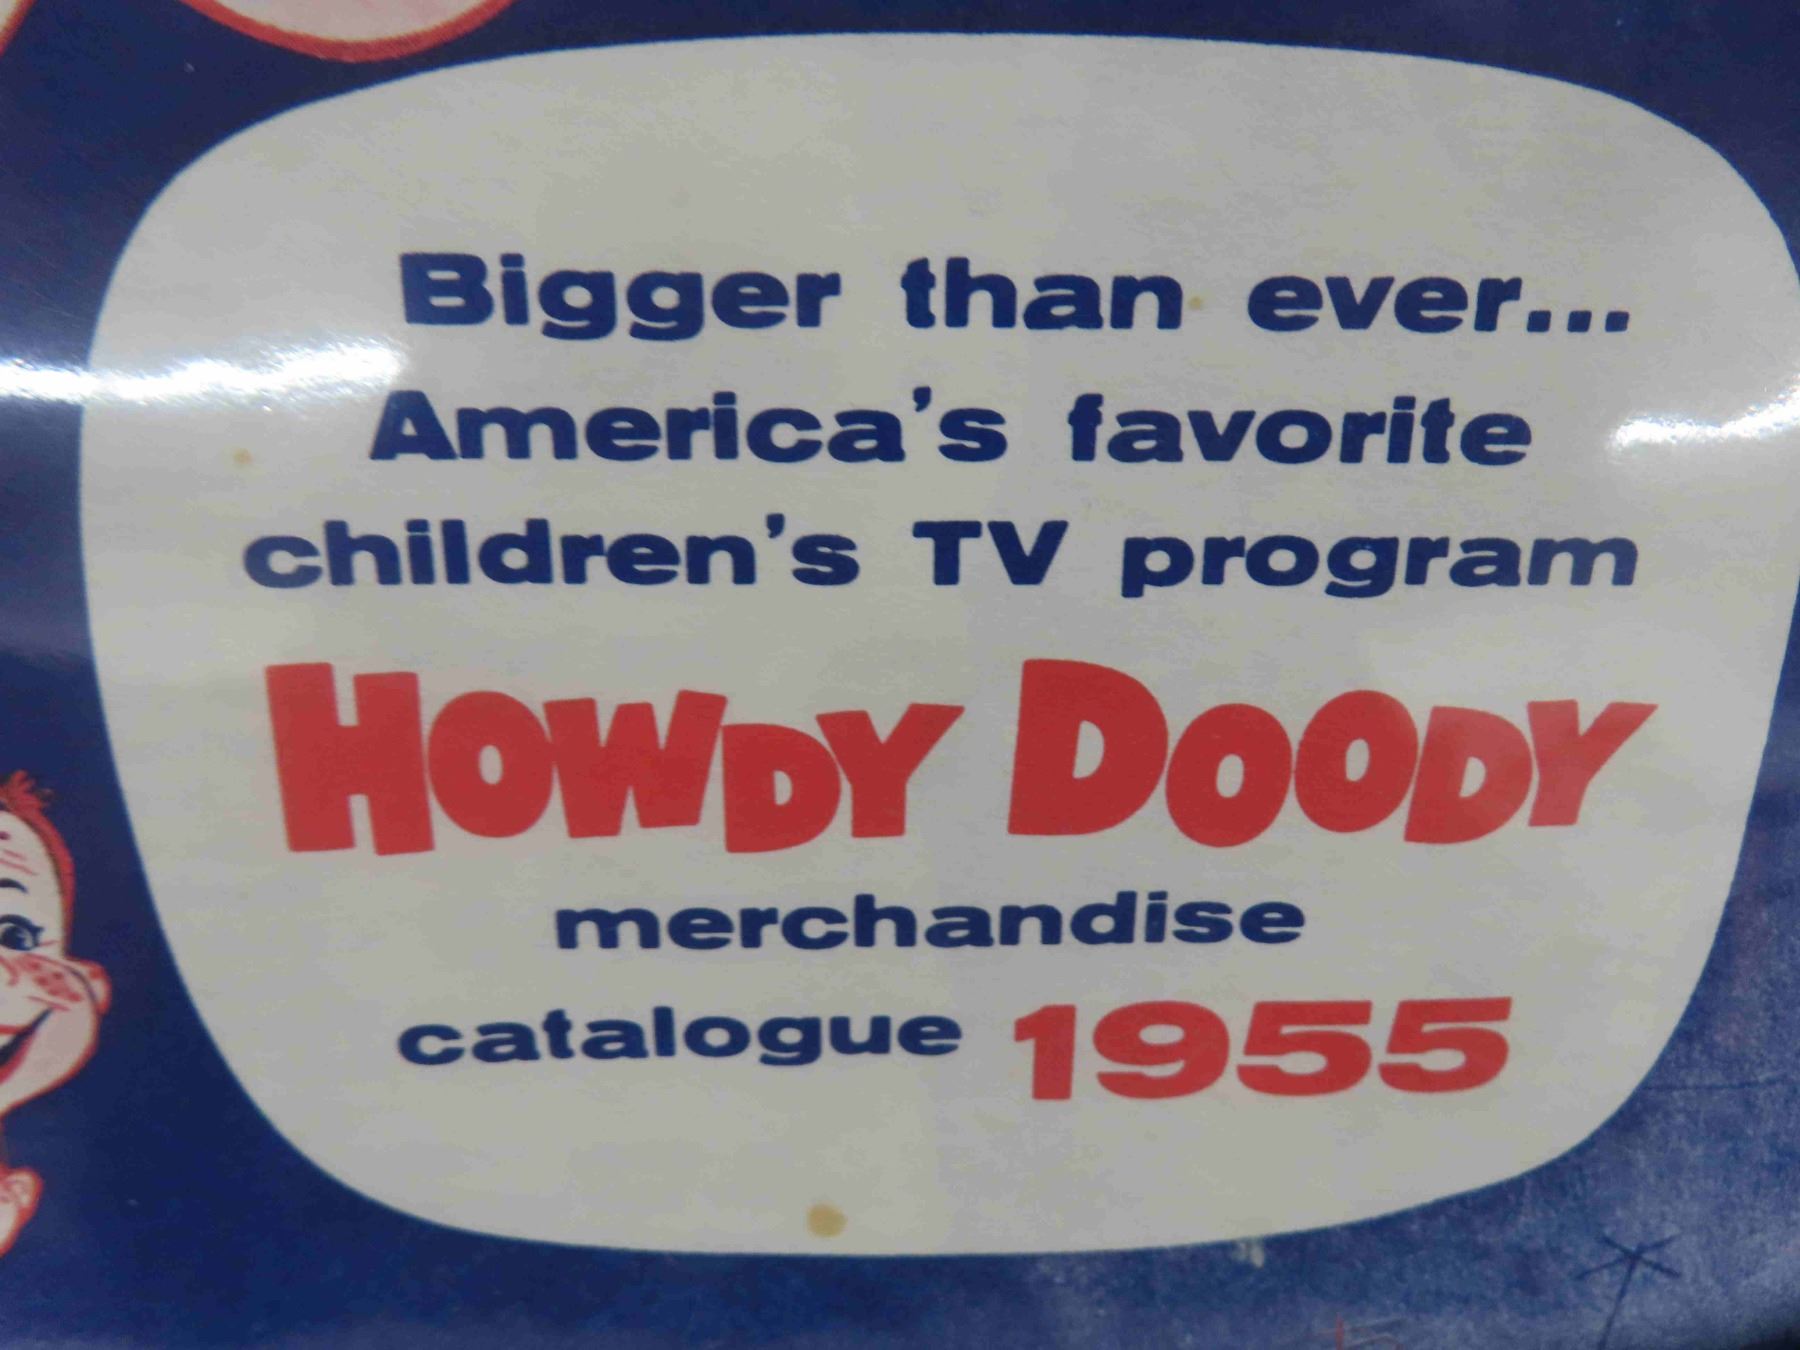 Bigger than ever...
America's favorite
children's TV program
HOWDY DOODY
merchandise
catalogue 1955